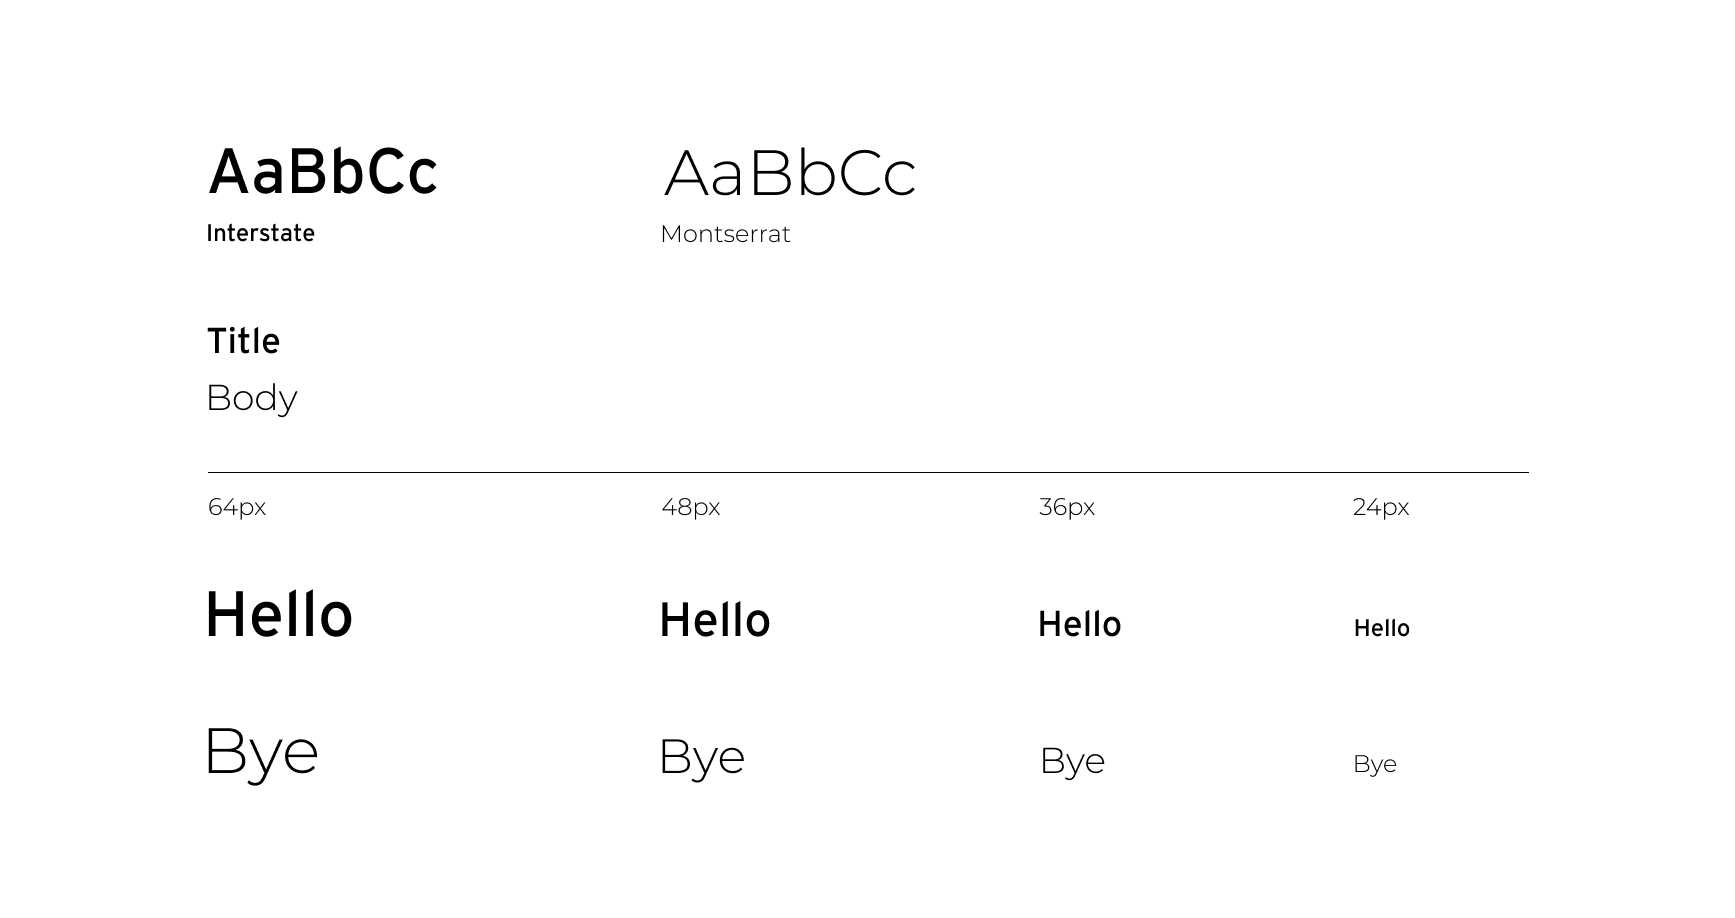 AaBbCc AaBbCc
Interstate Montserrat
Title
Body
64px 48px 36px 24px
Hello Hello Hello Hello
Bye Bye Bye Bye